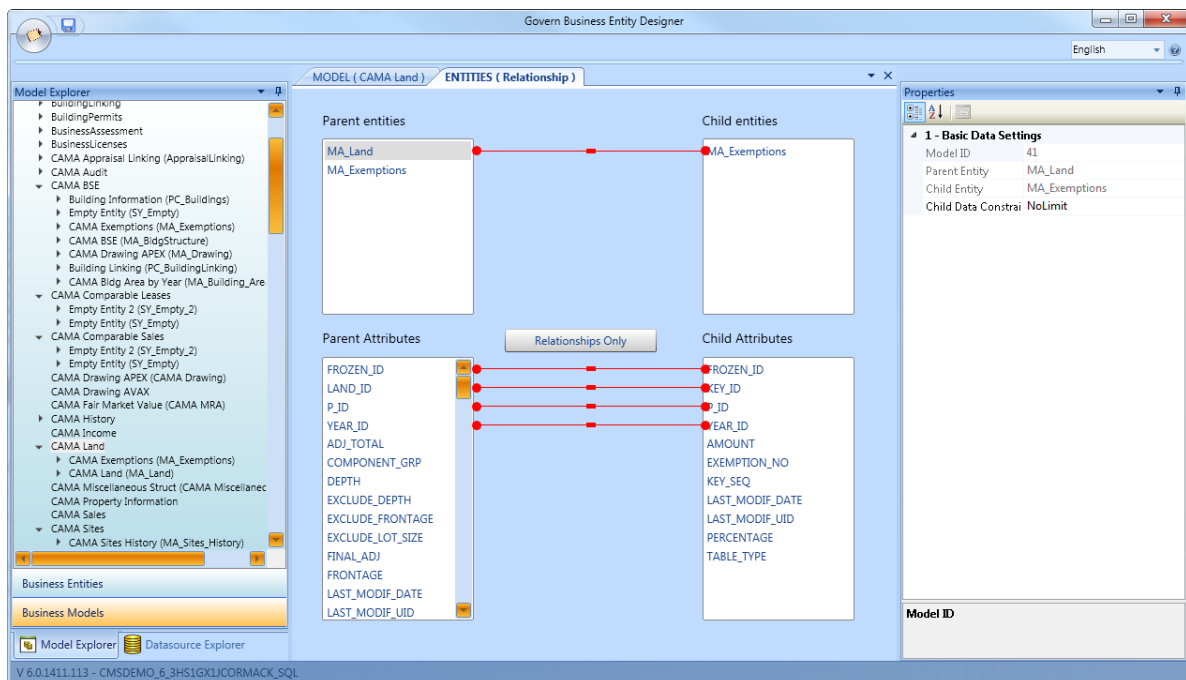 Govern Business Entity Designer
English
MODEL ( CAMA Land )
ENTITIES ( Relationship )
Model Explorer
BuildingLinking
BuildingPermits
BusinessAssessment
BusinessLicenses
CAMA Appraisal Linking (AppraisalLinking)
CAMA Audit
CAMA BSE
Building Information (PC_Buildings)
Empty Entity (SY_Empty)
CAMA Exemptions (MA_Exemptions)
CAMA BSE (MA_BldgStructure)
CAMA Drawing APEX (MA_Drawing)
Building Linking (PC_BuildingLinking)
CAMA Bldg Area by Year (MA_Building_Are
CAMA Comparable Leases
Empty Entity 2 (SY_Empty_2)
Empty Entity (SY_Empty)
CAMA Comparable Sales
Empty Entity 2 (SY_Empty_2)
Empty Entity (SY_Empty)
CAMA Drawing APEX (CAMA Drawing)
CAMA Drawing AVAX
CAMA Fair Market Value (CAMA MRA)
CAMA History
CAMA Income
CAMA Land
CAMA Exemptions (MA_Exemptions)
CAMA Land (MA_Land)
CAMA Miscellaneous Struct (CAMA Miscellanec
CAMA Property Information
CAMA Sales
CAMA Sites
CAMA Sites History (MA_Sites_History)
Business Entities
Business Models
Model Explorer
Datasource Explorer
Parent entities
MA_Land
MA_Exemptions
Child entities
MA_Exemptions
Parent Attributes
Relationships Only
Child Attributes
FROZEN_ID
LAND_ID
P_ID
YEAR_ID
ADJ_TOTAL
COMPONENT_GRP
DEPTH
EXCLUDE_DEPTH
EXCLUDE_FRONTAGE
EXCLUDE_LOT_SIZE
FINAL_ADJ
FRONTAGE
LAST_MODIF_DATE
LAST_MODIF_UID
FROZEN_ID
KEY_ID
P_ID
YEAR_ID
AMOUNT
EXEMPTION_NO
KEY_SEQ
LAST_MODIF_DATE
LAST_MODIF_UID
PERCENTAGE
TABLE_TYPE
Properties
1 - Basic Data Settings
Model ID 41
Parent Entity MA_Land
Child Entity MA_Exemptions
Child Data Constrai NoLimit
Model ID
V 6.0.1411.113 - CMSDEMO_6_3HS1GX1JCORMACK_SQL